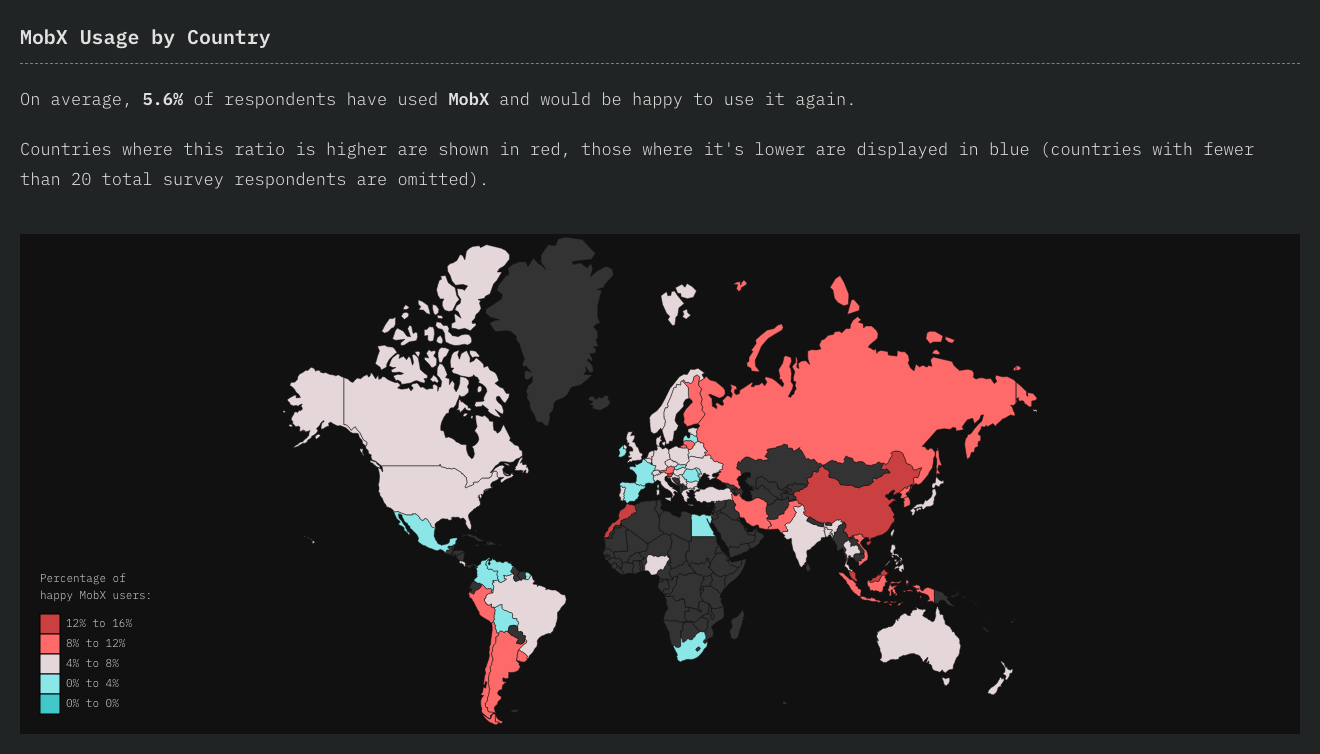 MobX Usage by Country
On average, 5.6% of respondents have used MobX and would be happy to use it again.
Countries where this ratio is higher are shown in red, those where it's lower are displayed in blue (countries with fewer
than 20 total survey respondents are omitted).
Percentage of
happy MobX users:
12% to 16%
8% to 12%
4% to 8%
0% to 4%
0% to 0%